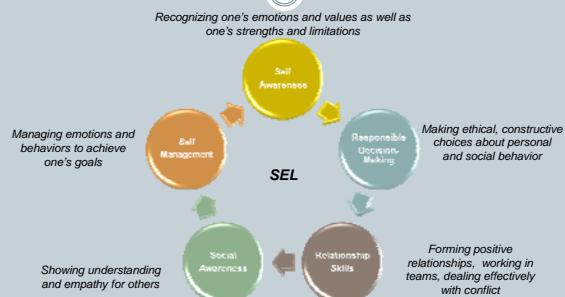 Recognizing one's emotions and values as well as
one's strengths and limitations
Self
Awareness
Managing emotions and
behaviors to achieve
one's goals
Self
Management
Responsible
Decision-
Making
Making ethical, constructive
choices about personal
and social behavior
SEL
Social
Awareness
Relationship
Skills
Showing understanding
and empathy for others
Forming positive
relationships, working in
teams, dealing effectively
with conflict